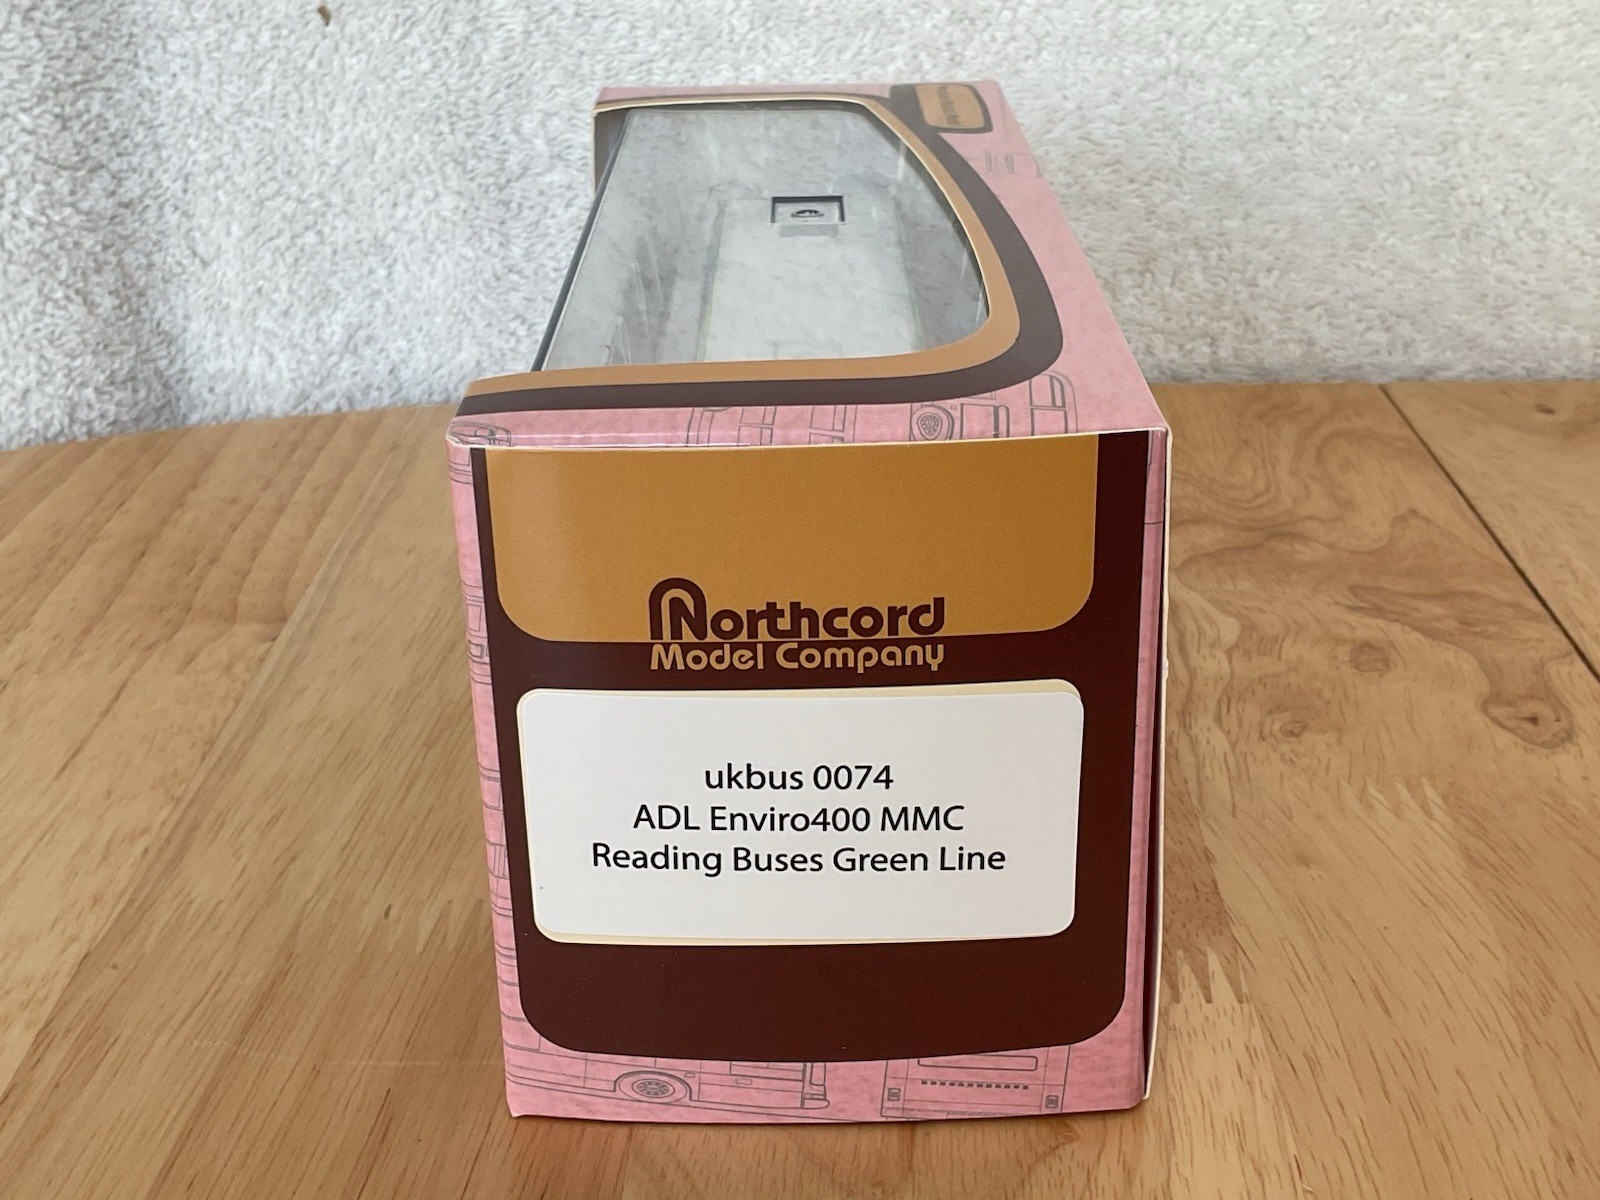 Northcord
Model Company
ukbus 0074
ADL Enviro400 MMC
Reading Buses Green Line